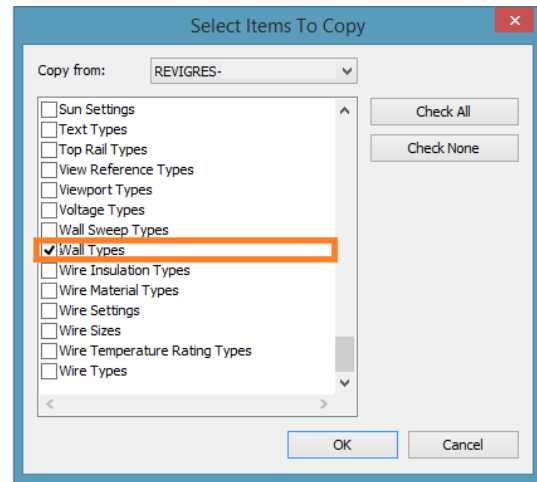 Select Items To Copy
Copy from: REVIGRES-
Sun Settings
Text Types
Top Rail Types
View Reference Types
Viewport Types
Voltage Types
Wall Sweep Types
Wall Types
Wire Insulation Types
Wire Material Types
Wire Settings
Wire Sizes
Wire Temperature Rating Types
Wire Types
Check All
Check None
OK
Cancel